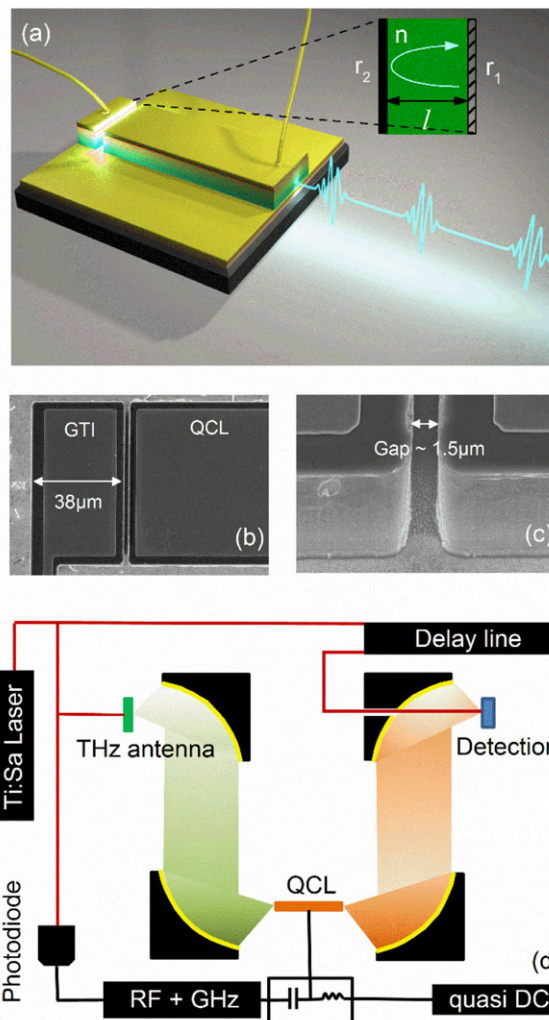 (a)
n
r₂
r₁
l
GTI
QCL
38µm
(b)
Gap ~ 1.5µm
(c)
Delay line
Ti:Sa Laser
THz antenna
Detection
QCL
Photodiode
(d
RF + GHz
quasi DC